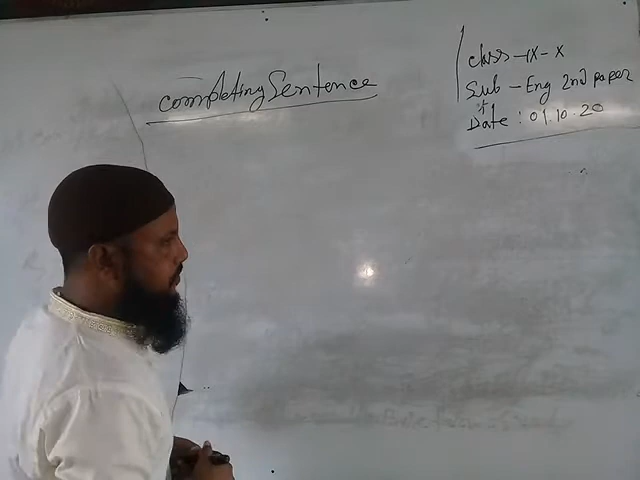 completing Sentence
Class - IX - X
Sub - Eng 2nd paper
Date : 01.10.20